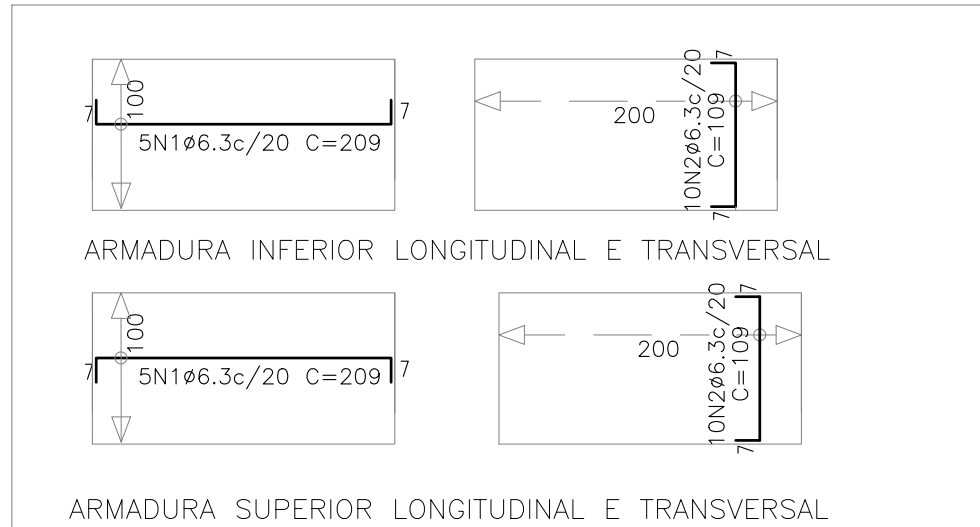 7
100
7
5N1ø6.3c/20 C=209
200
7
10N2ø6.3c/20
C=109
7
ARMADURA INFERIOR LONGITUDINAL E TRANSVERSAL
7
100
7
5N1ø6.3c/20 C=209
200
7
10N2ø6.3c/20
C=109
7
ARMADURA SUPERIOR LONGITUDINAL E TRANSVERSAL